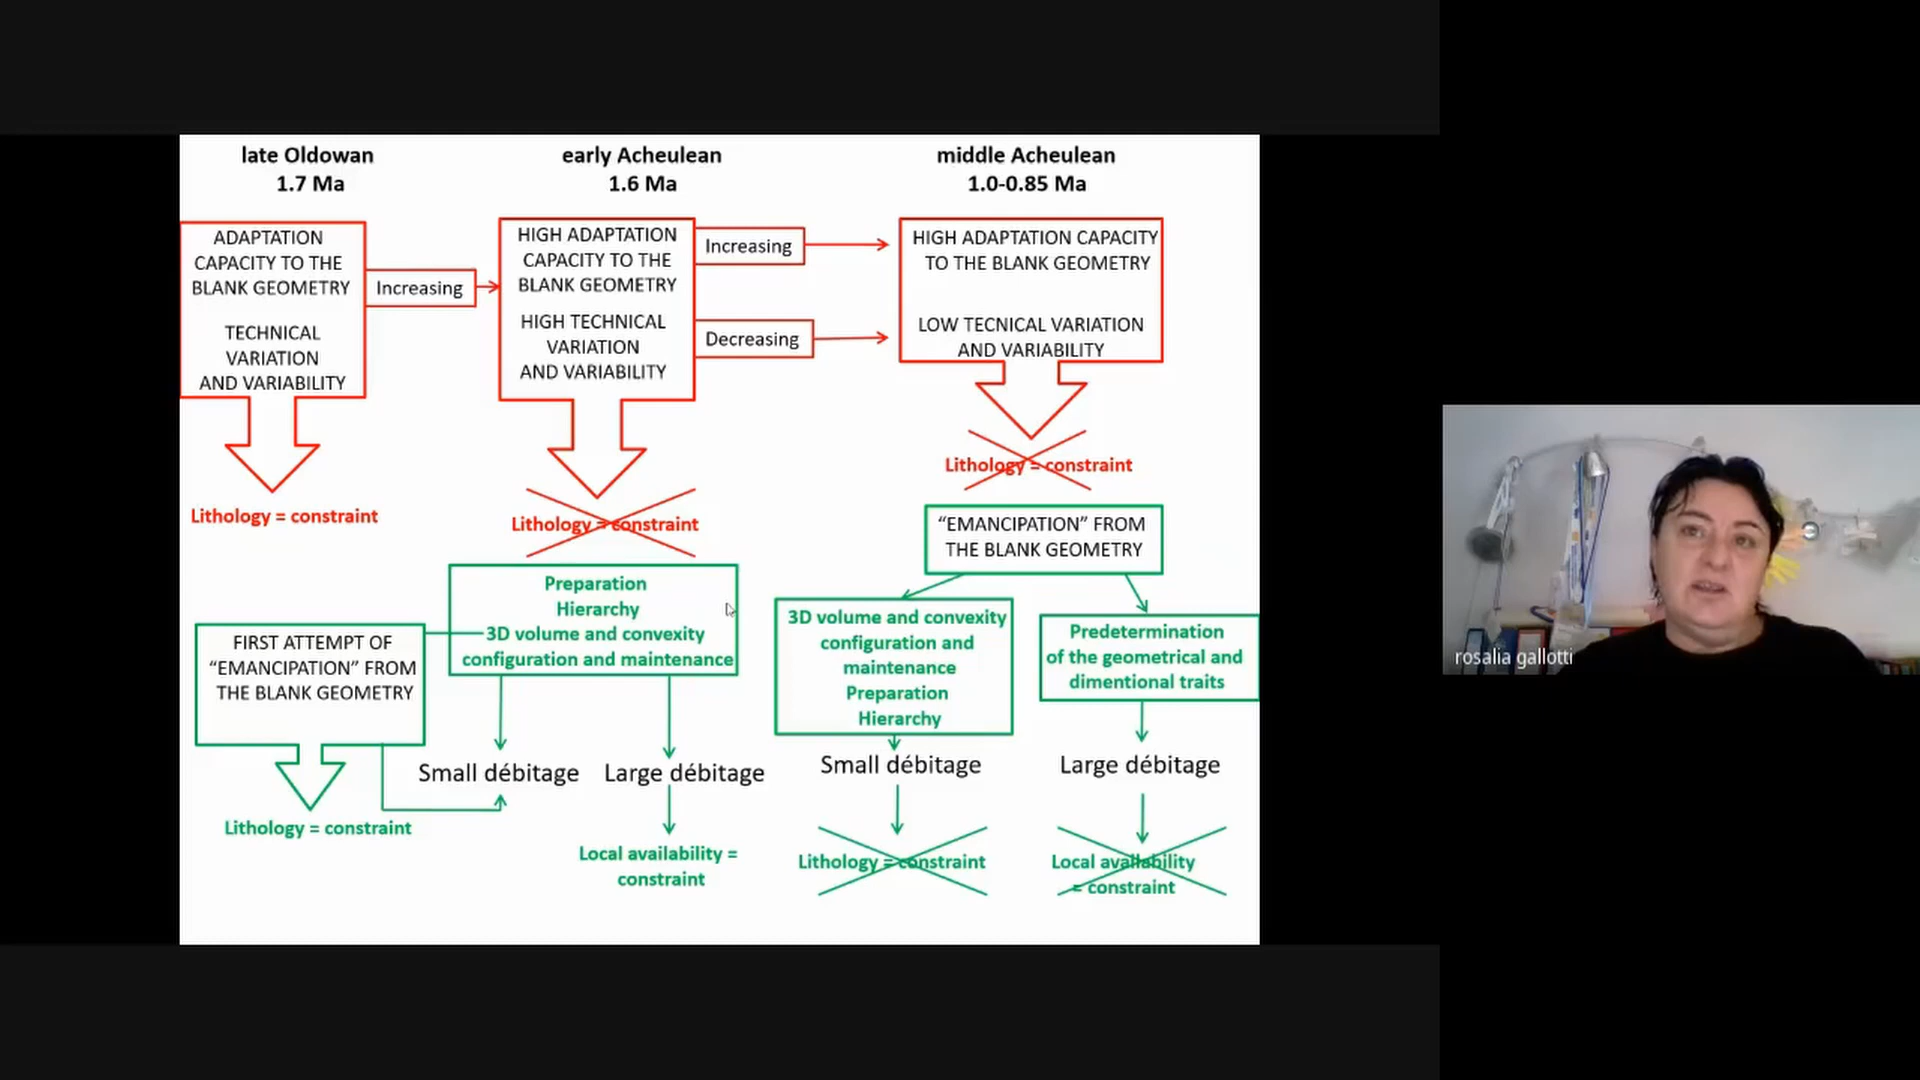 late Oldowan
1.7 Ma
early Acheulean
1.6 Ma
middle Acheulean
1.0-0.85 Ma
ADAPTATION
CAPACITY TO THE
BLANK GEOMETRY
TECHNICAL
VARIATION
AND VARIABILITY
Increasing
HIGH ADAPTATION
CAPACITY TO THE
BLANK GEOMETRY
HIGH TECHNICAL
VARIATION
AND VARIABILITY
Increasing
Decreasing
HIGH ADAPTATION CAPACITY
TO THE BLANK GEOMETRY
LOW TECNICAL VARIATION
AND VARIABILITY
Lithology = constraint
Lithology = constraint
Lithology = constraint
"EMANCIPATION" FROM
THE BLANK GEOMETRY
Preparation
Hierarchy
3D volume and convexity
configuration and maintenance
FIRST ATTEMPT OF
"EMANCIPATION" FROM
THE BLANK GEOMETRY
3D volume and convexity
configuration and
maintenance
Preparation
Hierarchy
Predetermination
of the geometrical and
dimentional traits
Small débitage
Large débitage
Small débitage
Large débitage
Lithology = constraint
Local availability =
constraint
Lithology = constraint
Local availability
= constraint
rosalia gallotti